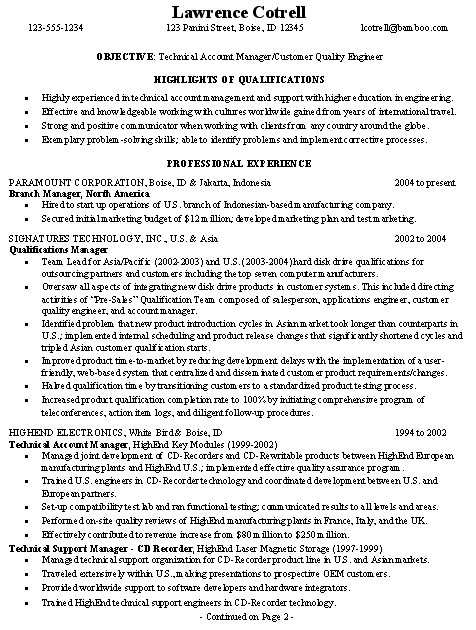 Lawrence Cotrell
123-555-1234 123 Panini Street, Boise, ID 12345 lcotrell@bamboo.com
OBJECTIVE: Technical Account Manager/Customer Quality Engineer
HIGHLIGHTS OF QUALIFICATIONS
• Highly experienced in technical account management and support with higher education in engineering.
• Effective and knowledgeable working with cultures worldwide gained from years of international travel.
• Strong and positive communicator when working with clients from any country around the globe.
• Exemplary problem-solving skills; able to identify problems and implement corrective processes.
PROFESSIONAL EXPERIENCE
PARAMOUNT CORPORATION, Boise, ID & Jakarta, Indonesia 2004 to present
Branch Manager, North America
• Hired to start up operations of U.S. branch of Indonesian-based manufacturing company.
• Secured initial marketing budget of $12 million; developed marketing plan and test marketing.
SIGNATURES TECHNOLOGY, INC., U.S. & Asia 2002 to 2004
Qualifications Manager
• Team Lead for Asia/Pacific (2002-2003) and U.S. (2003-2004) hard disk drive qualifications for
outsourcing partners and customers including the top seven computer manufacturers.
• Oversaw all aspects of integrating new disk drive products in customer systems. This included directing
activities of "Pre-Sales" Qualification Team composed of salesperson, applications engineer, customer
quality engineer, and account manager.
• Identified problem that new product introduction cycles in Asian market took longer than counterparts in
U.S.; implemented internal scheduling and product release changes that significantly shortened cycles and
tripled Asian customer qualification starts.
• Improved product time-to-market by reducing development delays with the implementation of a user-
friendly, web-based system that centralized and disseminated customer product requirements/changes.
• Halved qualification time by transitioning customers to a standardized product testing process.
• Increased product qualification completion rate to 100% by initiating comprehensive program of
teleconferences, action item logs, and diligent follow-up procedures.
HIGHEND ELECTRONICS, White Bird & Boise, ID 1994 to 2002
Technical Account Manager, HighEnd Key Modules (1999-2002)
• Managed joint development of CD-Recorders and CD-Rewritable products between HighEnd European
manufacturing plants and HighEnd U.S.; implemented effective quality assurance program.
• Trained U.S. engineers in CD-Recorder technology and coordinated development between U.S. and
European partners.
• Set-up compatibility test lab and ran functional testing; communicated results to all levels and areas.
• Performed on-site quality reviews of HighEnd manufacturing plants in France, Italy, and the UK.
• Effectively contributed to revenue increase from $80 million to $250 million.
Technical Support Manager - CD Recorder, HighEnd Laser Magnetic Storage (1997-1999)
• Managed technical support organization for CD-Recorder product line in U.S. and Asian markets.
• Traveled extensively within U.S., making presentations to prospective OEM customers.
• Provided worldwide support to software developers and hardware integrators.
• Trained HighEnd technical support engineers in CD-Recorder technology.
- Continued on Page 2 -